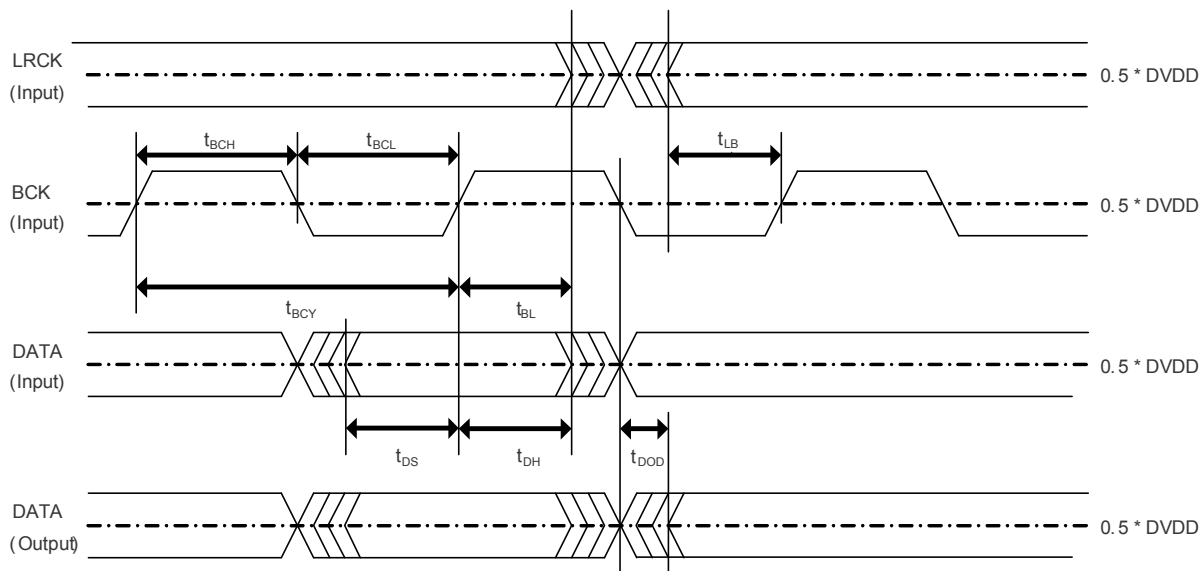 LRCK
(Input)
0.5 * DVDD
tBCH
tBCL
tLB
BCK
(Input)
0.5 * DVDD
tBCY
tBL
DATA
(Input)
0.5 * DVDD
tDS
tDH
tDOD
DATA
(Output)
0.5 * DVDD